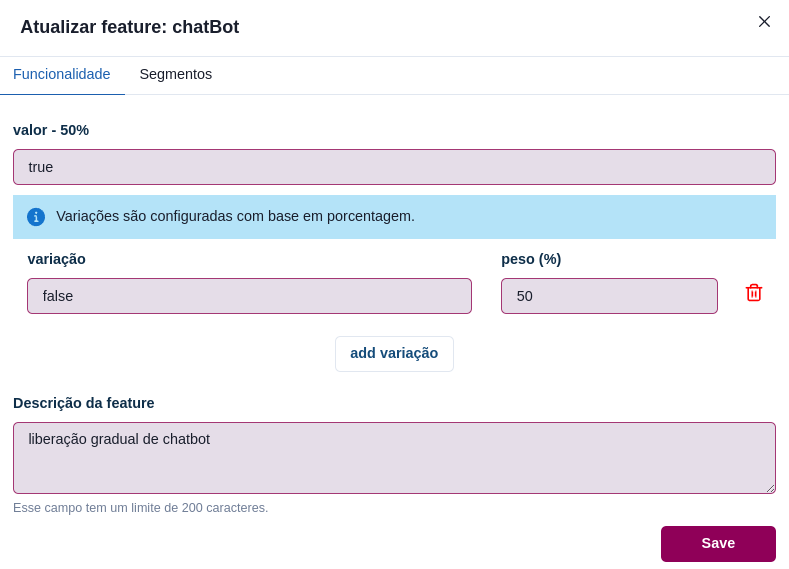 Atualizar feature: chatBot
Funcionalidade Segmentos
valor - 50%
true
Variações são configuradas com base em porcentagem.
variação peso (%)
false 50
add variação
Descrição da feature
liberação gradual de chatbot
Esse campo tem um limite de 200 caracteres.
Save